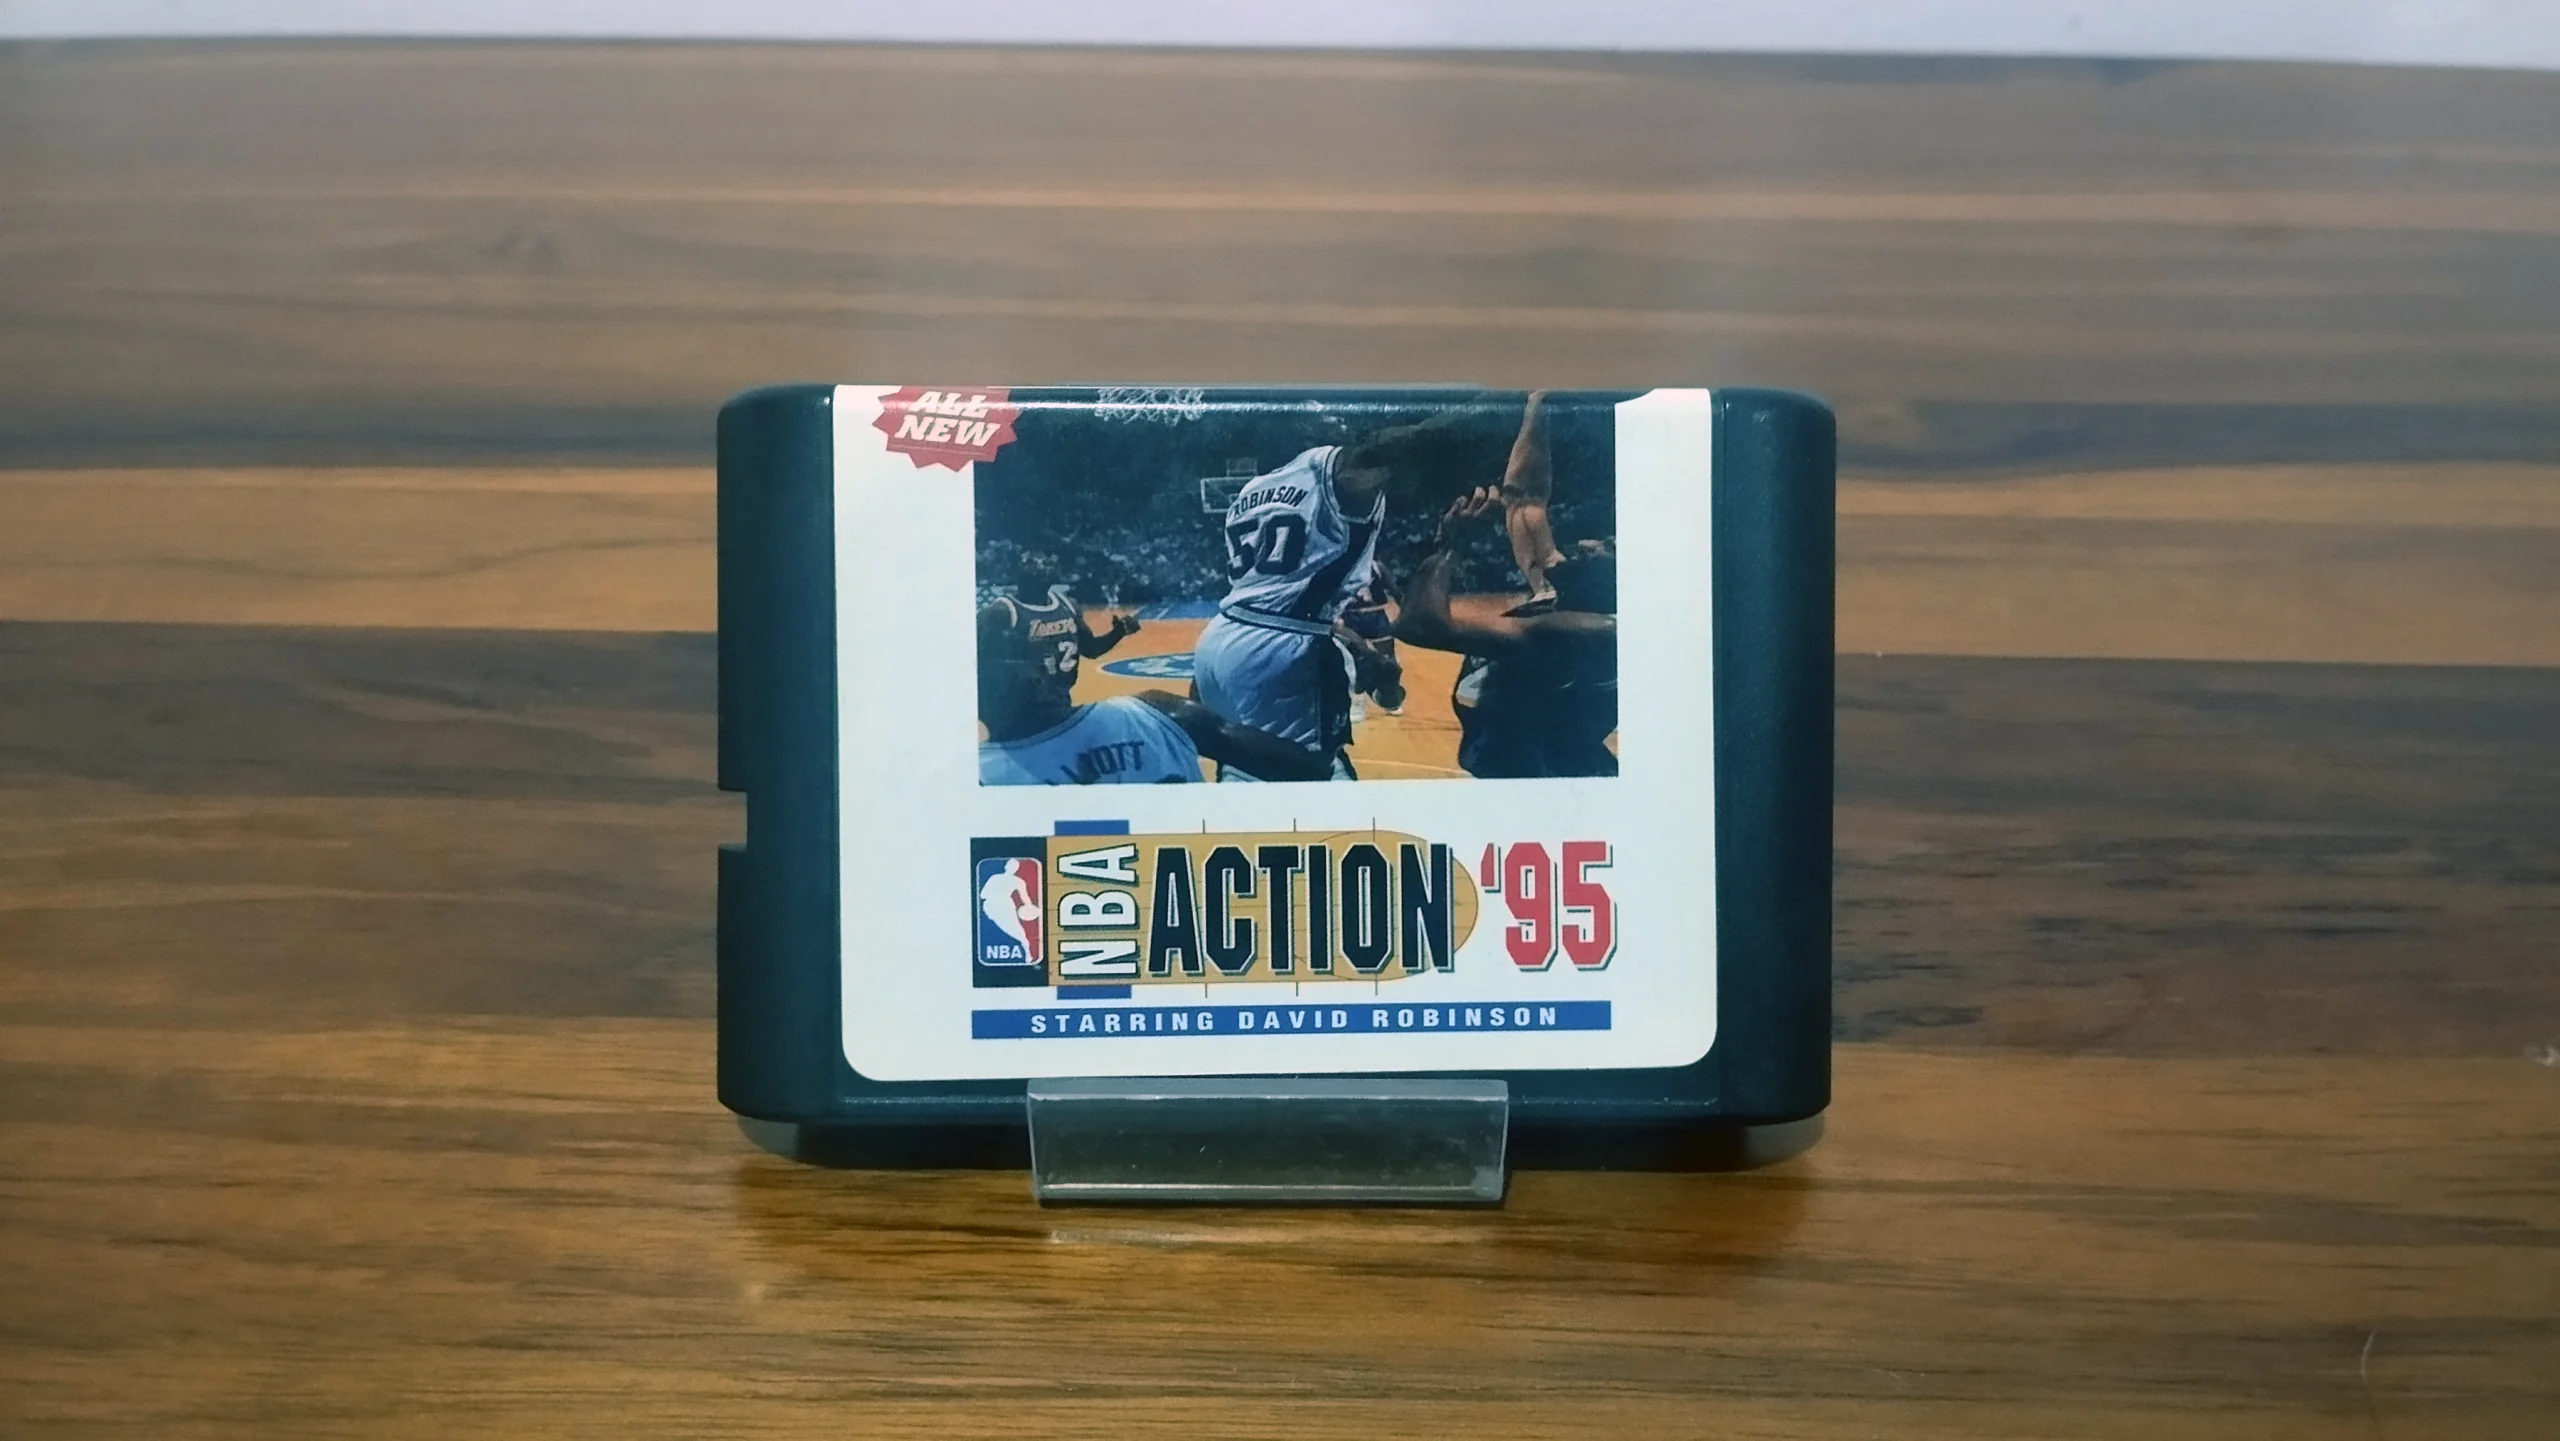 ALL
NEW
ROBINSON
50
LAKERS
2
NBA
NBA ACTION '95
STARRING DAVID ROBINSON